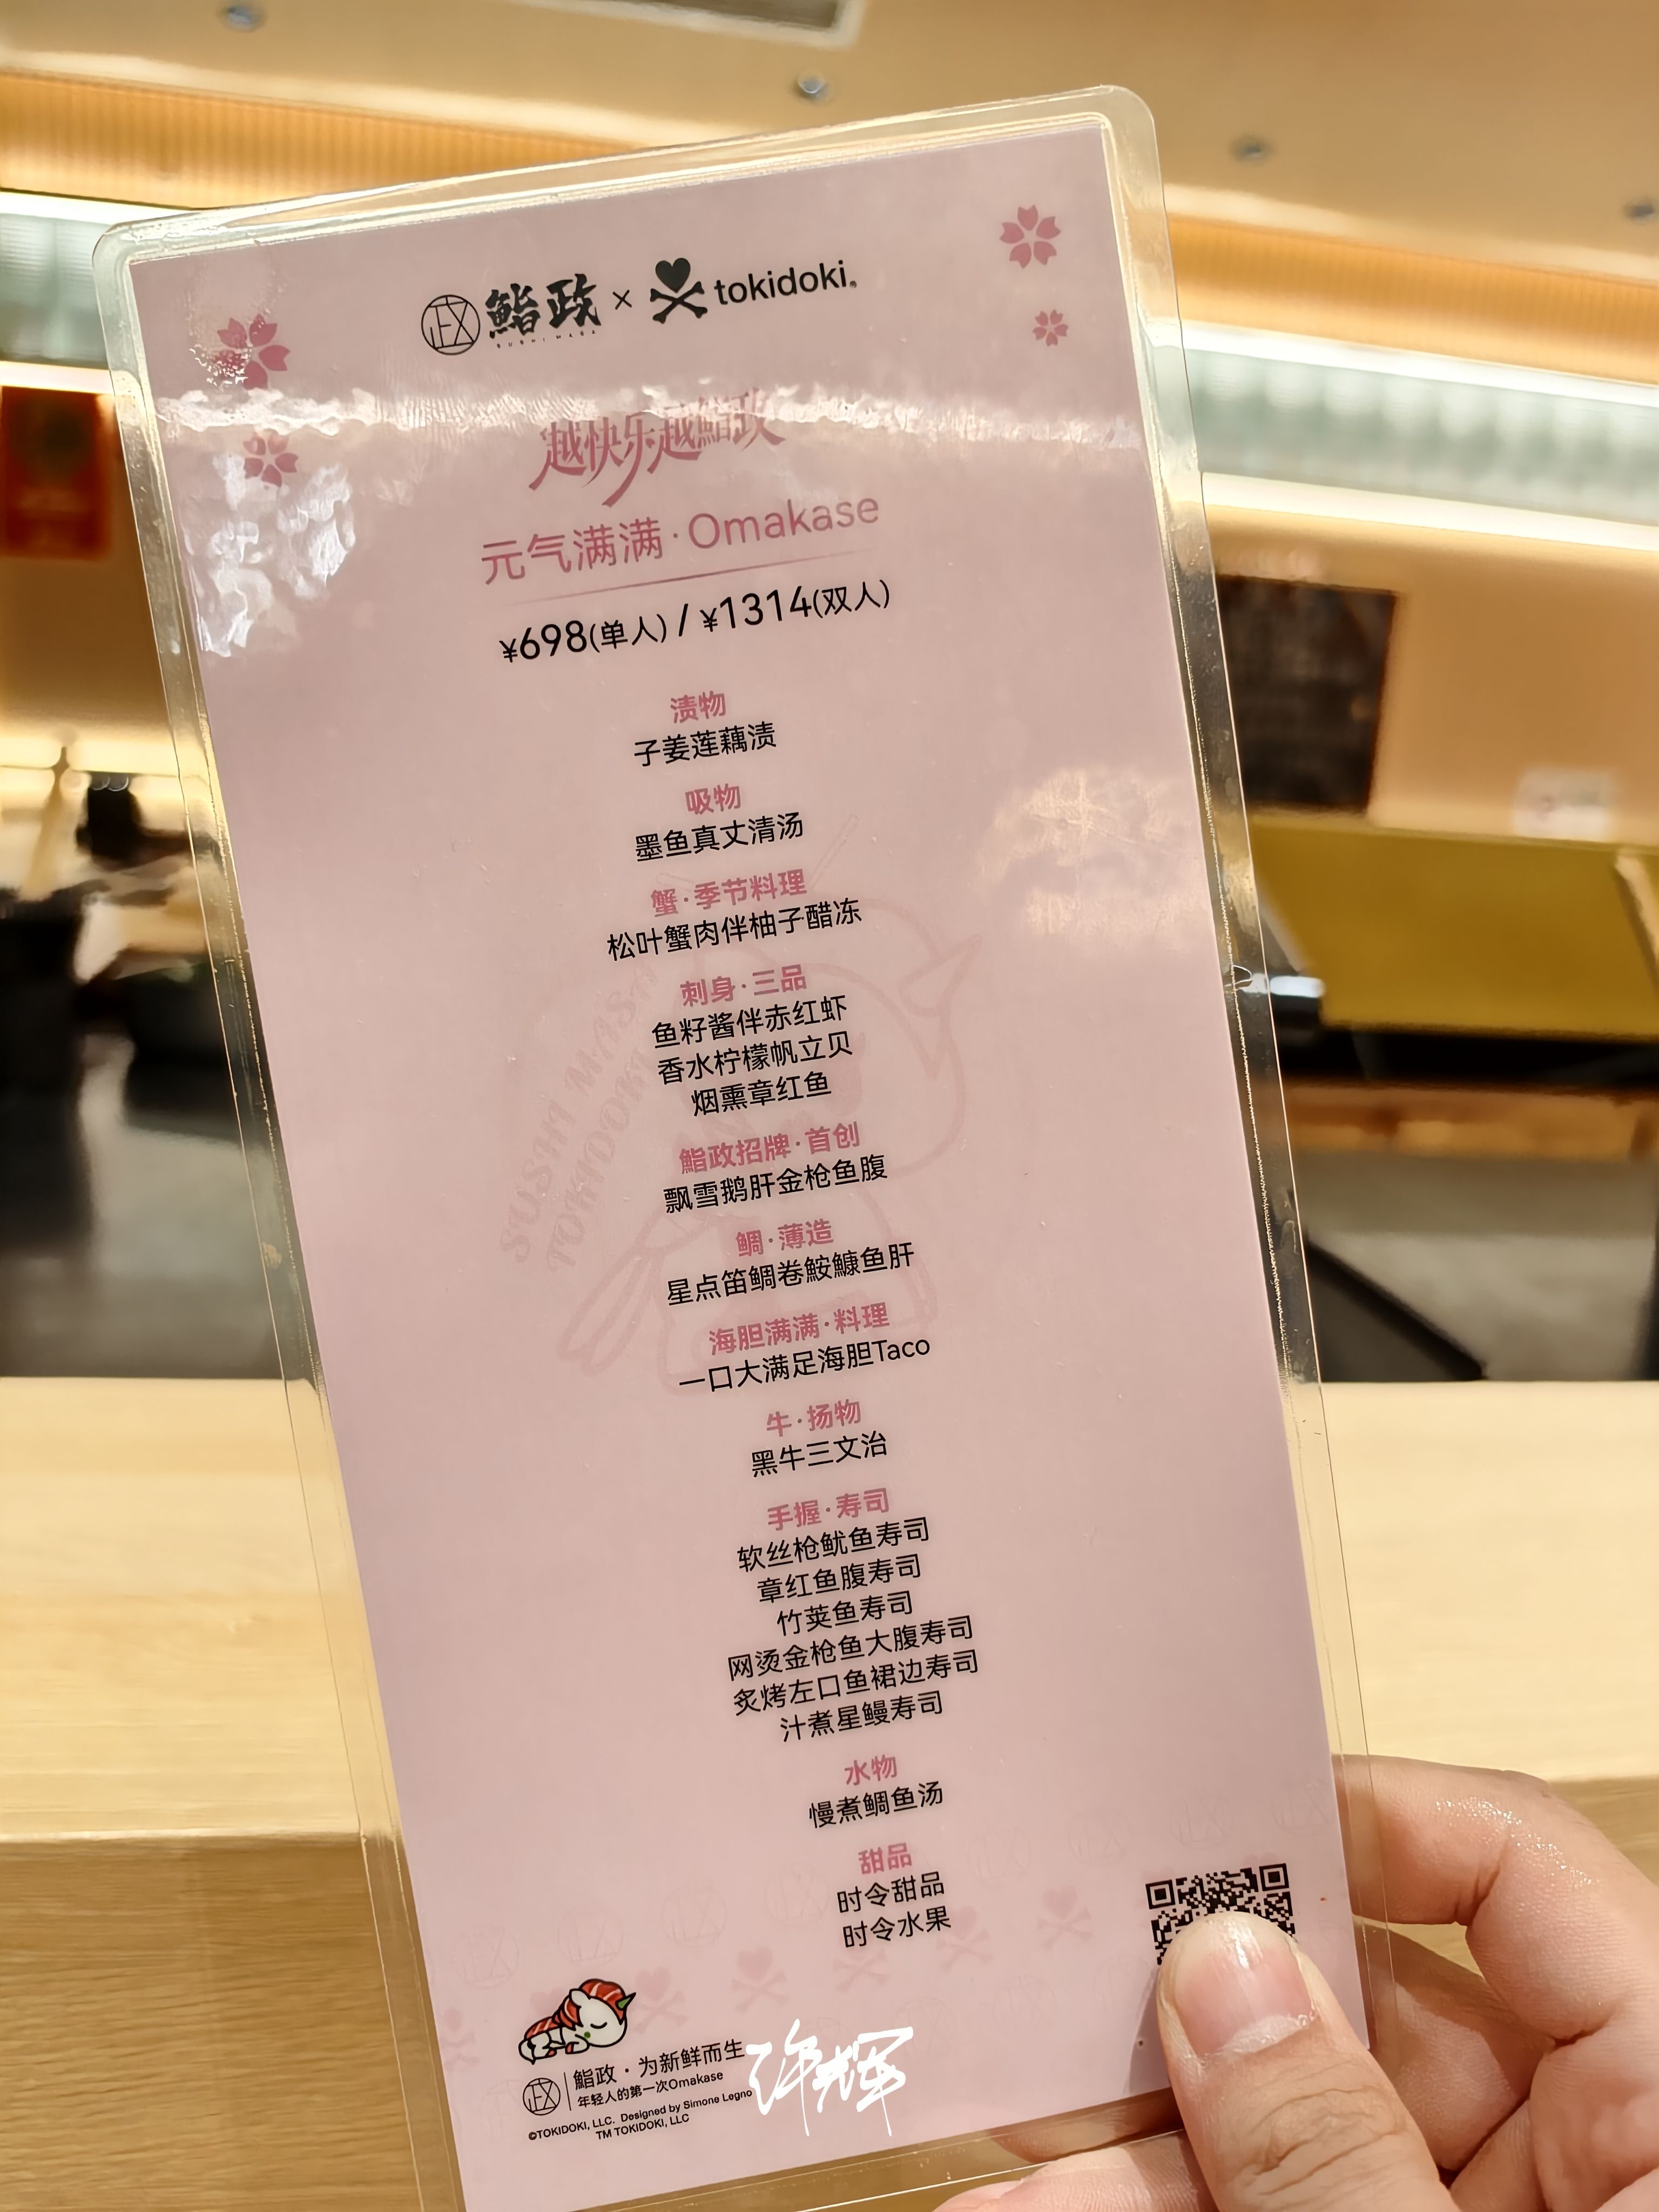 鮨政 × tokidoki®
SUSHI MASA
越快乐越鮨政
元气满满·Omakase
¥698(单人) / ¥1314(双人)
渍物
子姜莲藕渍
吸物
墨鱼真丈清汤
蟹·季节料理
松叶蟹肉伴柚子醋冻
刺身·三品
鱼籽酱伴赤红虾
香水柠檬帆立贝
烟熏章红鱼
鮨政招牌·首创
飘雪鹅肝金枪鱼腹
鲷·薄造
星点笛鲷卷鮟鱇鱼肝
海胆满满·料理
一口大满足海胆Taco
牛·扬物
黑牛三文治
手握·寿司
软丝枪鱿鱼寿司
章红鱼腹寿司
竹荚鱼寿司
网烫金枪鱼大腹寿司
炙烤左口鱼裙边寿司
汁煮星鳗寿司
水物
慢煮鲷鱼汤
甜品
时令甜品
时令水果
SUSHI MASA
TOKIDOKI
鮨政·为新鲜而生
年轻人的第一次Omakase
©TOKIDOKI, LLC. Designed by Simone Legno
TM TOKIDOKI, LLC
许辉